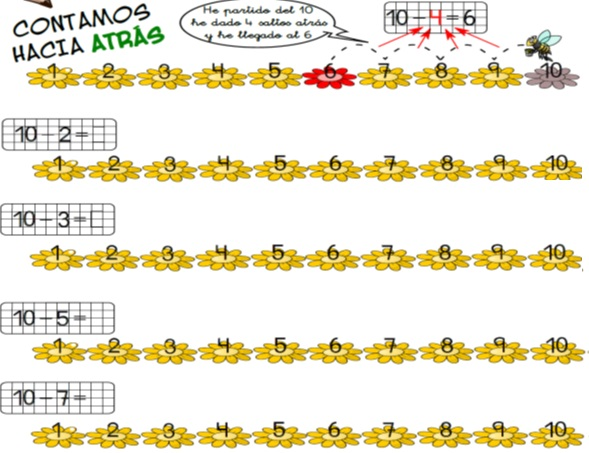 CONTAMOS
HACIA ATRÁS
He partido del 10
he dado 4 saltos atrás
y he llegado al 6
10 - 4 = 6
1 2 3 4 5 6 7 8 9 10
10 - 2 =
1 2 3 4 5 6 7 8 9 10
10 - 3 =
1 2 3 4 5 6 7 8 9 10
10 - 5 =
1 2 3 4 5 6 7 8 9 10
10 - 7 =
1 2 3 4 5 6 7 8 9 10